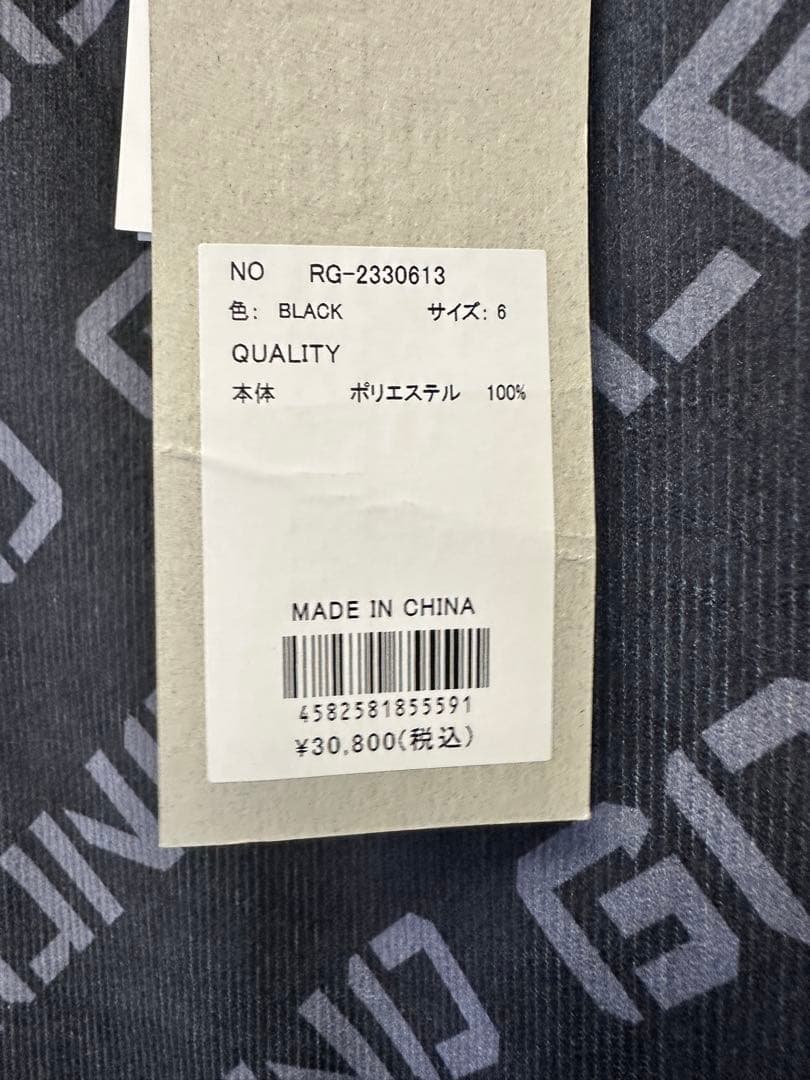 NO RG-2330613
色: BLACK サイズ: 6
QUALITY
本体 ポリエステル 100%
MADE IN CHINA
4582581855591
¥30,800(税込)